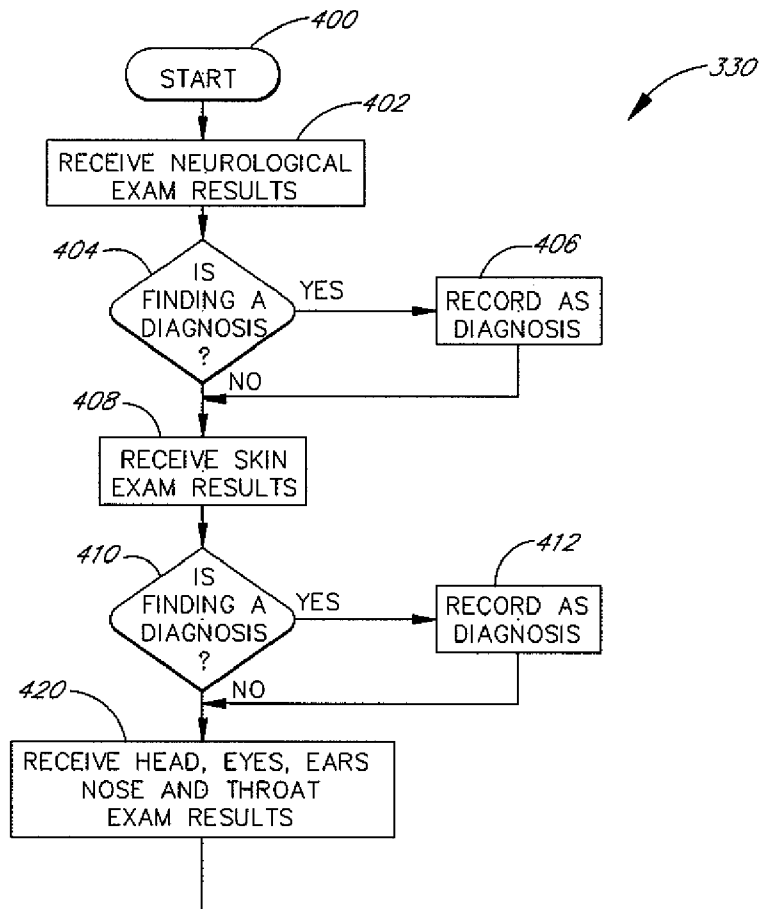 400
START
330
402
RECEIVE NEUROLOGICAL
EXAM RESULTS
404
IS
FINDING A
DIAGNOSIS
?
YES
406
RECORD AS
DIAGNOSIS
NO
408
RECEIVE SKIN
EXAM RESULTS
410
IS
FINDING A
DIAGNOSIS
?
YES
412
RECORD AS
DIAGNOSIS
NO
420
RECEIVE HEAD, EYES, EARS
NOSE AND THROAT
EXAM RESULTS